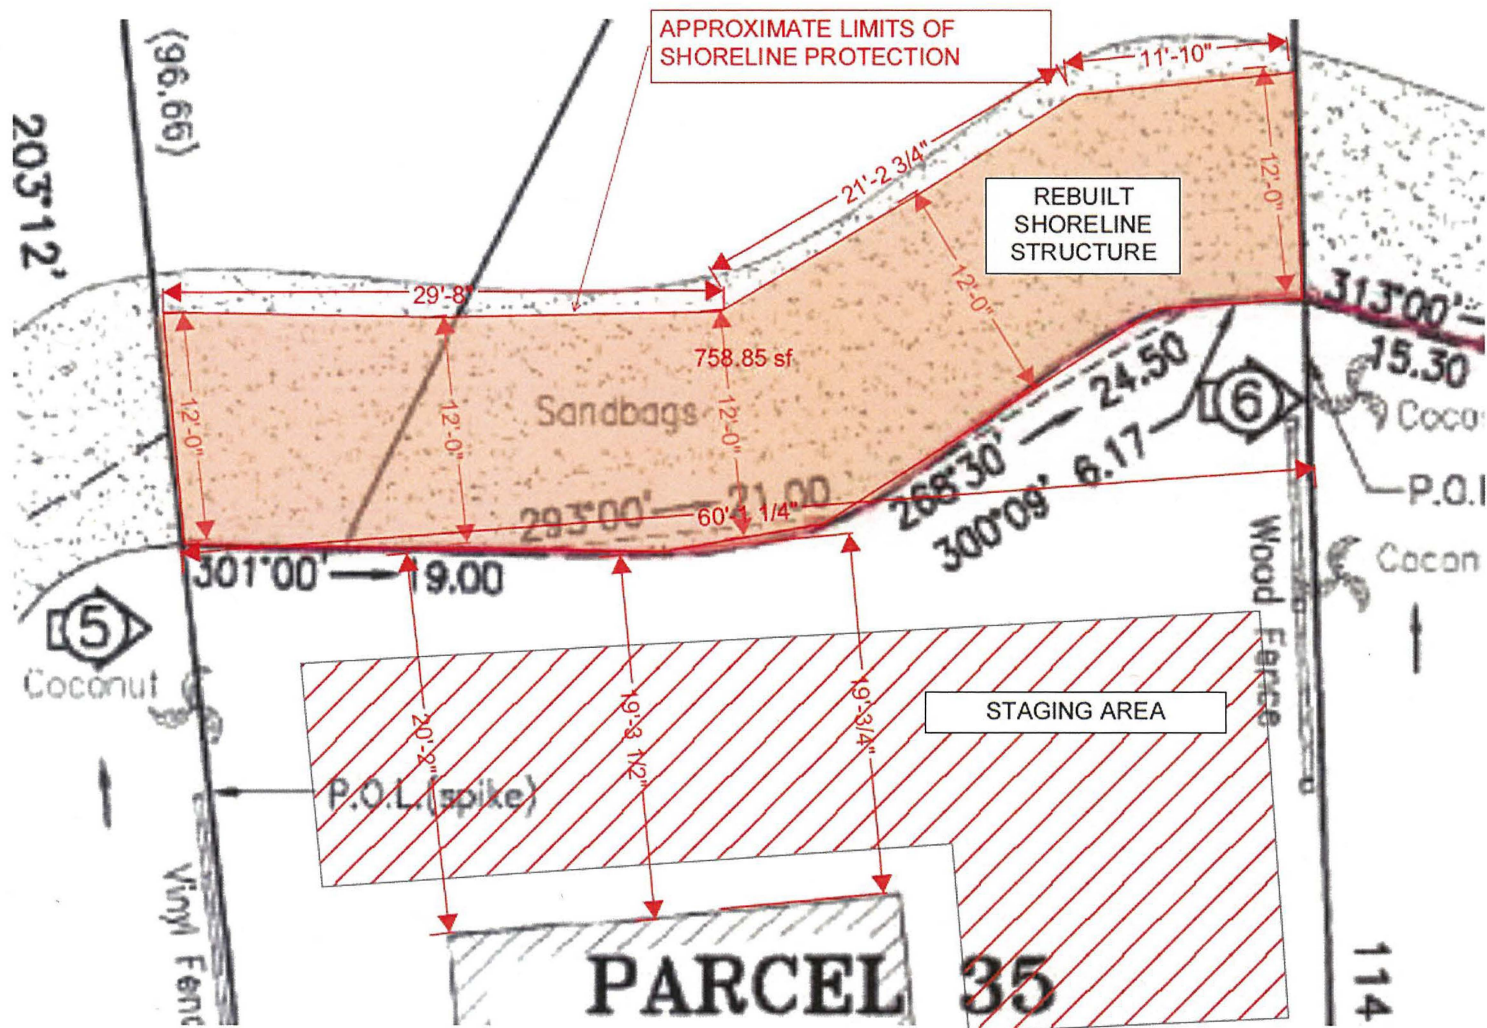 APPROXIMATE LIMITS OF
SHORELINE PROTECTION
11'-10"
(96.66)
203°12'
21'-2 3/4"
12'-0"
REBUILT
SHORELINE
STRUCTURE
12'-0"
29'-8"
313°00'
15.30
758.85 sf
24.50
6
Sandbags
12'-0"
12'-0"
12'-0"
268°30'
6.17
300°09'
293°00' 21.00
60'-1 1/4"
301°00' 19.00
5
Coconut
Wood Fence
20'-2"
19'-3 1/2"
19'-3/4"
STAGING AREA
P.O.L.(spike)
Vinyl
PARCEL 35
114